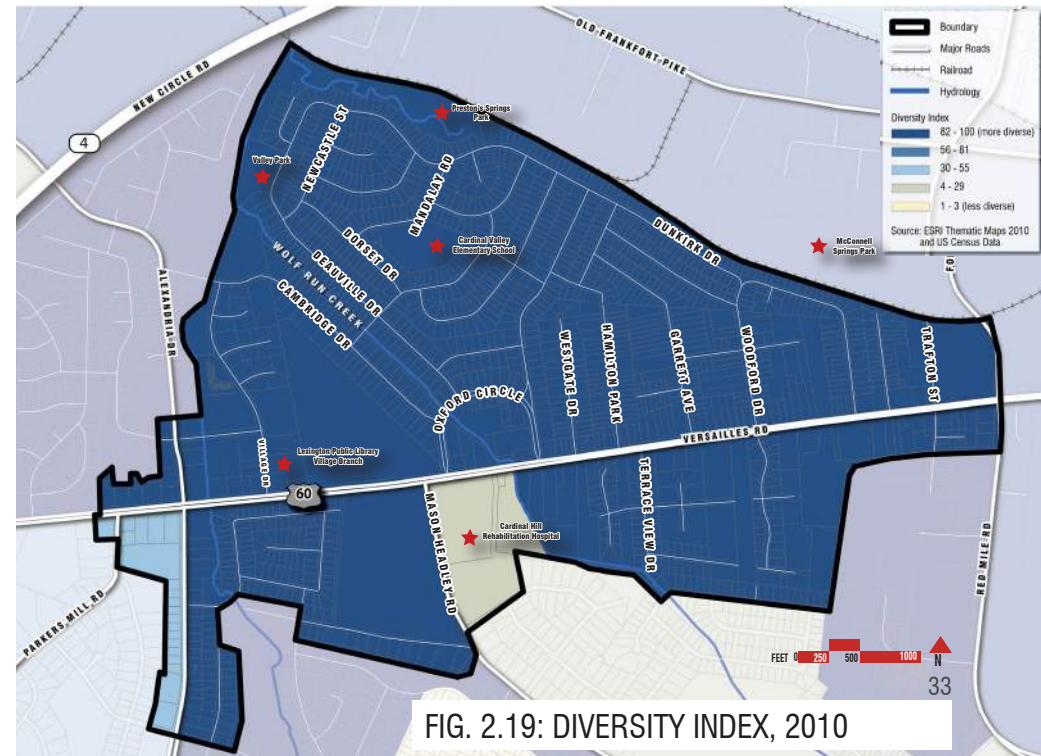 OLD FRANKFORT PIKE
NEW CIRCLE RD
4
Boundary
Major Roads
Railroad
Hydrology
Diversity Index
82 - 100 (more diverse)
56 - 81
30 - 55
4 - 29
1 - 3 (less diverse)
Source: ESRI Thematic Maps 2010
and US Census Data
Preston's Springs
Park
Valley Park
NEWCASTLE ST
MANDALAY RD
Cardinal Valley
Elementary School
McConnell
Springs Park
DUNKIRK DR
DORSET DR
DEAUVILLE DR
WOLF RUN CREEK
CAMBRIDGE DR
ALEXANDRIA DR
OXFORD CIRCLE
WESTGATE DR
HAMILTON PARK
GARRETT AVE
WOODFORD DR
TRAFTON ST
VERSAILLES RD
VILLAGE DR
Lexington Public Library
Village Branch
60
MASON HEADLEY RD
Cardinal Hill
Rehabilitation Hospital
TERRACE VIEW DR
RED MILE RD
PARKERS MILL RD
FEET 0 250 500 1000 N
33
FIG. 2.19: DIVERSITY INDEX, 2010